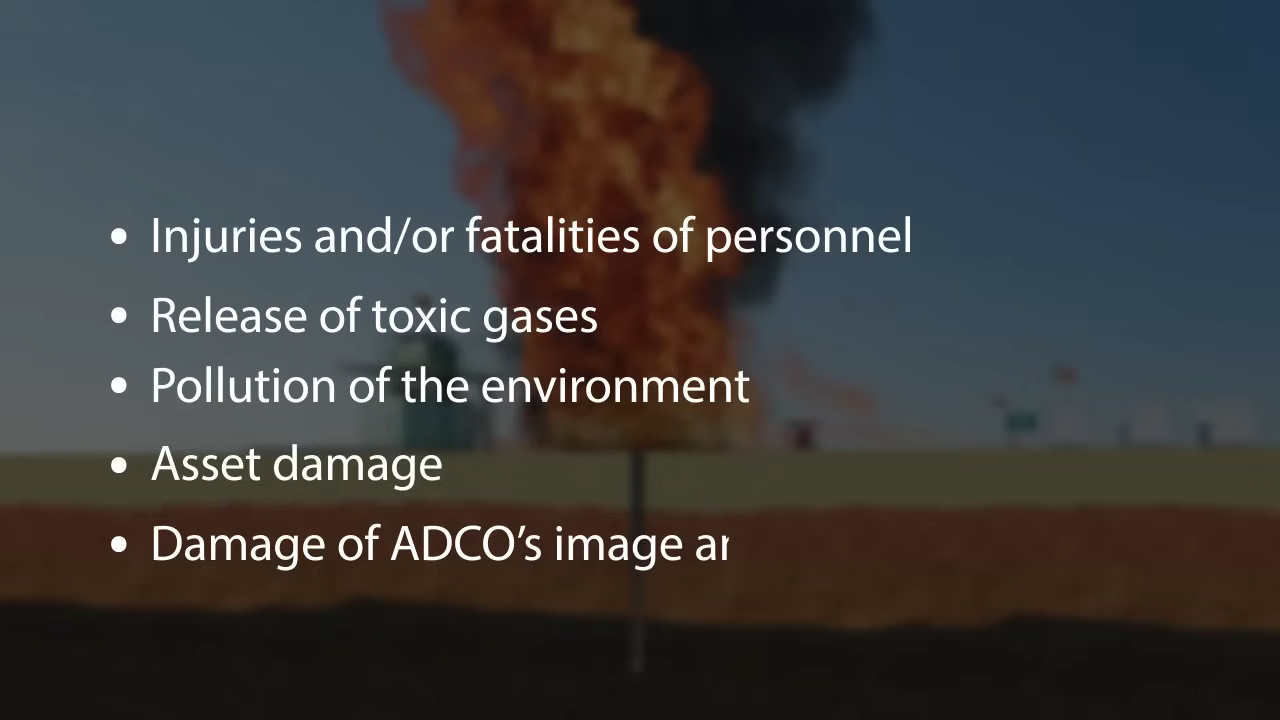 • Injuries and/or fatalities of personnel
• Release of toxic gases
• Pollution of the environment
• Asset damage
• Damage of ADCO’s image